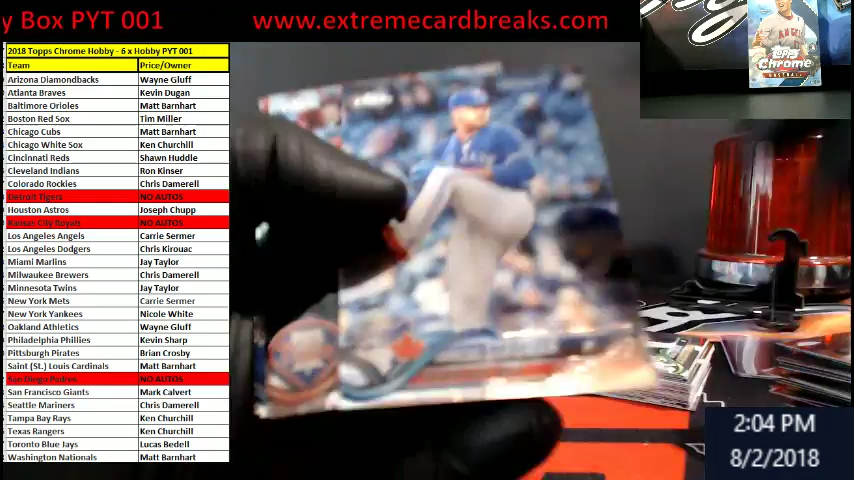 y Box PYT 001
www.extremecardbreaks.com
2018 Topps Chrome Hobby - 6 x Hobby PYT 001
Team Price/Owner
Arizona Diamondbacks Wayne Gluff
Atlanta Braves Kevin Dugan
Baltimore Orioles Matt Barnhart
Boston Red Sox Tim Miller
Chicago Cubs Matt Barnhart
Chicago White Sox Ken Churchill
Cincinnati Reds Shawn Huddle
Cleveland Indians Ron Kinser
Colorado Rockies Chris Damerell
Detroit Tigers NO AUTOS
Houston Astros Joseph Chupp
Kansas City Royals NO AUTOS
Los Angeles Angels Carrie Sermer
Los Angeles Dodgers Chris Kirouac
Miami Marlins Jay Taylor
Milwaukee Brewers Chris Damerell
Minnesota Twins Jay Taylor
New York Mets Carrie Sermer
New York Yankees Nicole White
Oakland Athletics Wayne Gluff
Philadelphia Phillies Kevin Sharp
Pittsburgh Pirates Brian Crosby
Saint (St.) Louis Cardinals Matt Barnhart
San Diego Padres NO AUTOS
San Francisco Giants Mark Calvert
Seattle Mariners Chris Damerell
Tampa Bay Rays Ken Churchill
Texas Rangers Ken Churchill
Toronto Blue Jays Lucas Bedell
Washington Nationals Matt Barnhart
ANGELS
Topps
Chrome
BASEBALL
2:04 PM
8/2/2018